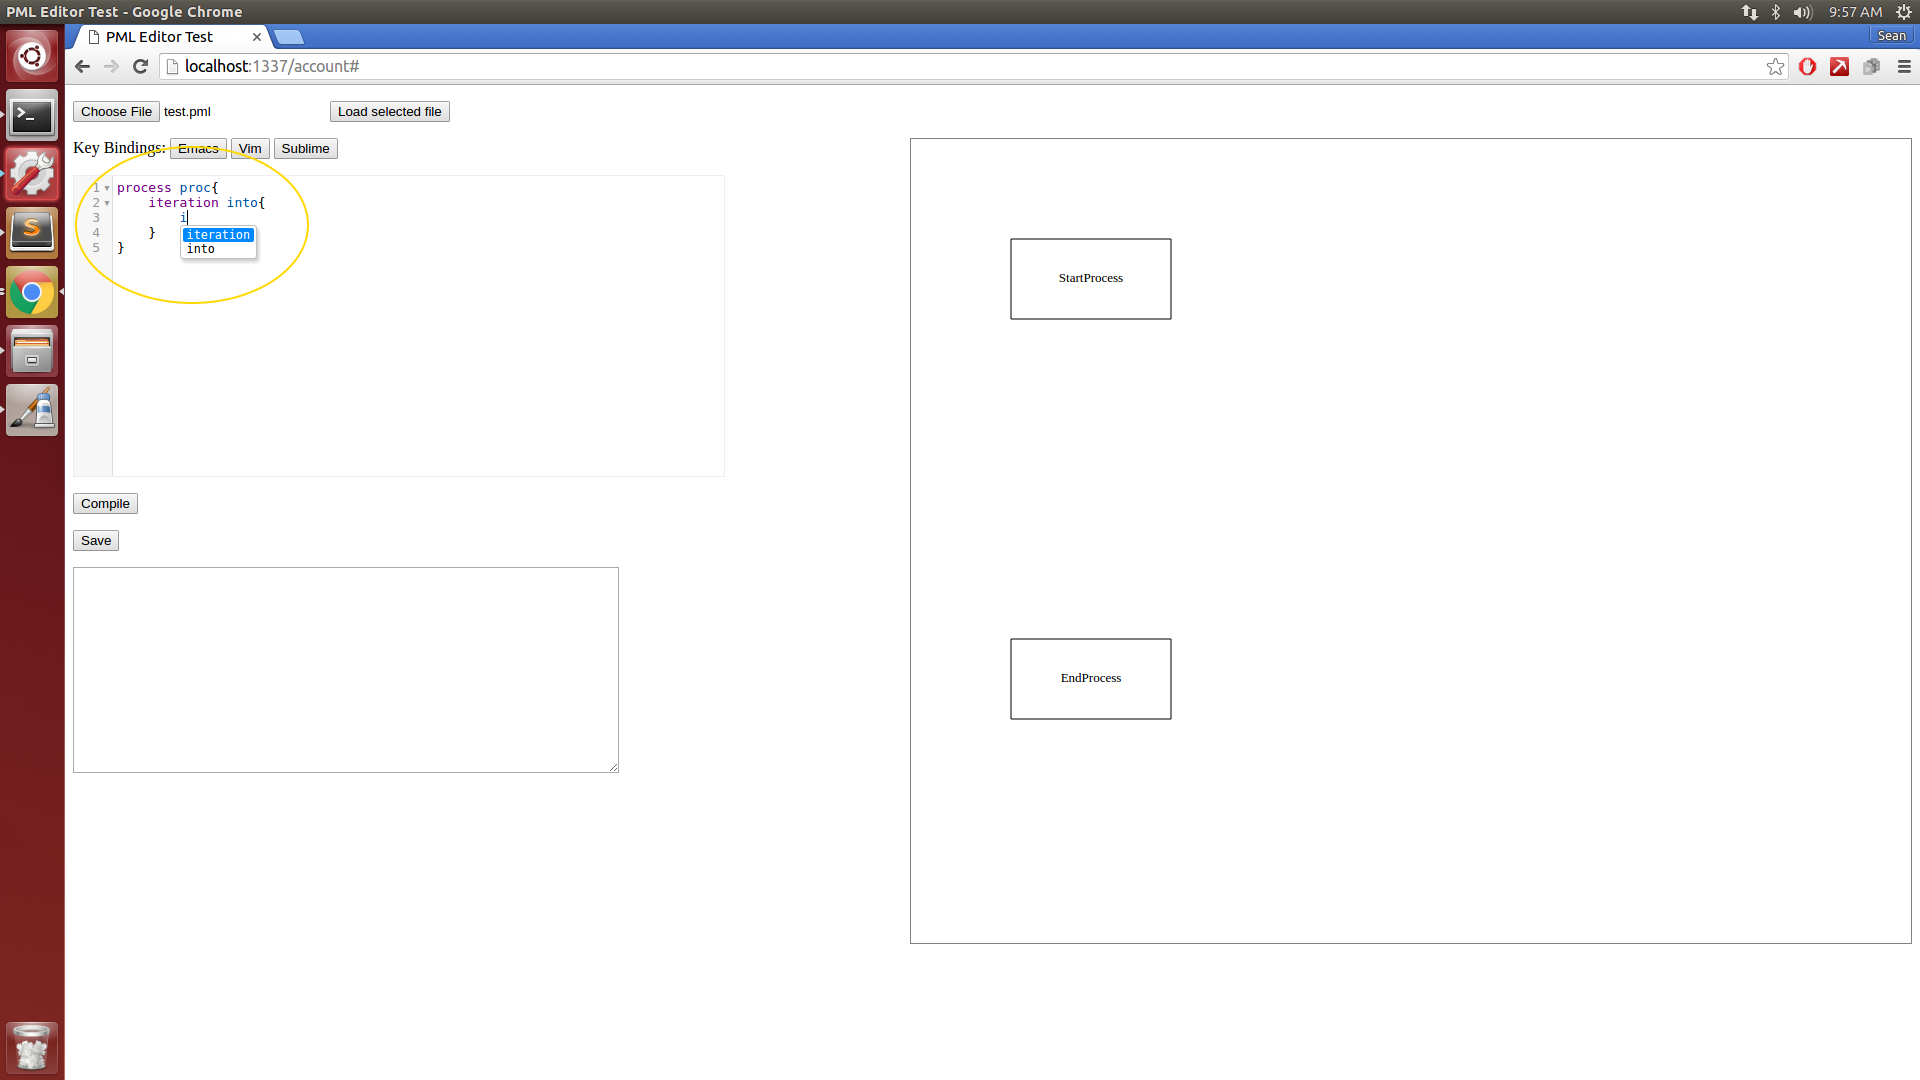 PML Editor Test - Google Chrome
9:57 AM
PML Editor Test
Sean
localhost:1337/account#
Choose File test.pml Load selected file
Key Bindings: Emacs Vim Sublime
1 process proc{
2 iteration into{
3 i
4 }
5 }
iteration
into
Compile
Save
StartProcess
EndProcess